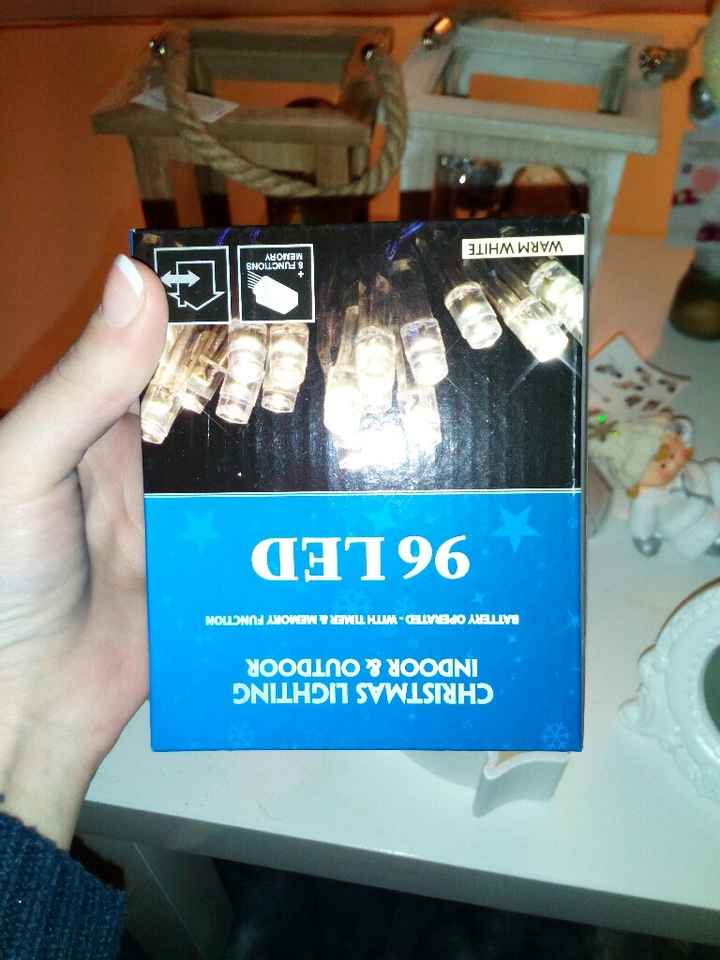 CHRISTMAS LIGHTING
INDOOR & OUTDOOR
BATTERY OPERATED - WITH TIMER & MEMORY FUNCTION
96 LED
8 FUNCTIONS +
MEMORY
WARM WHITE